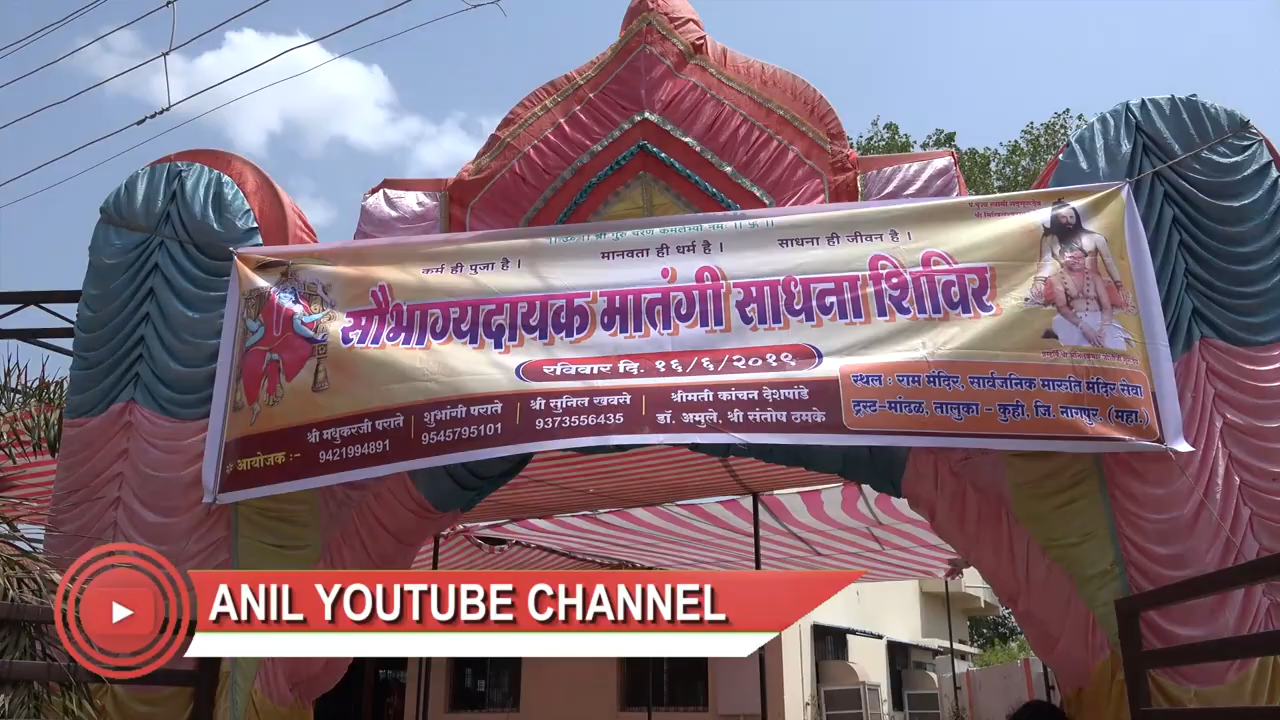 ।। ॐ ।। श्री गुरु चरण कमलेभ्यो नमः ।। ॐ ।।
कर्म ही पुजा है । मानवता ही धर्म है । साधना ही जीवन है ।
सौभाग्यदायक मातंगी साधना शिविर
रविवार दि. १६/६/२०१९
स्थल : राम मंदिर, सार्वजनिक मारूति मंदिर सेवा
ट्रस्ट-मांढळ, तालुका - कुही, जि. नागपुर. (महा.)
आयोजक :-
श्री मधुकरजी पराते
9421994891
शुभांगी पराते
9545795101
श्री सुनिल खवसे
9373556435
श्रीमती कांचन देशपांडे
डॉ. अमुले, श्री संतोष ठमके
ANIL YOUTUBE CHANNEL